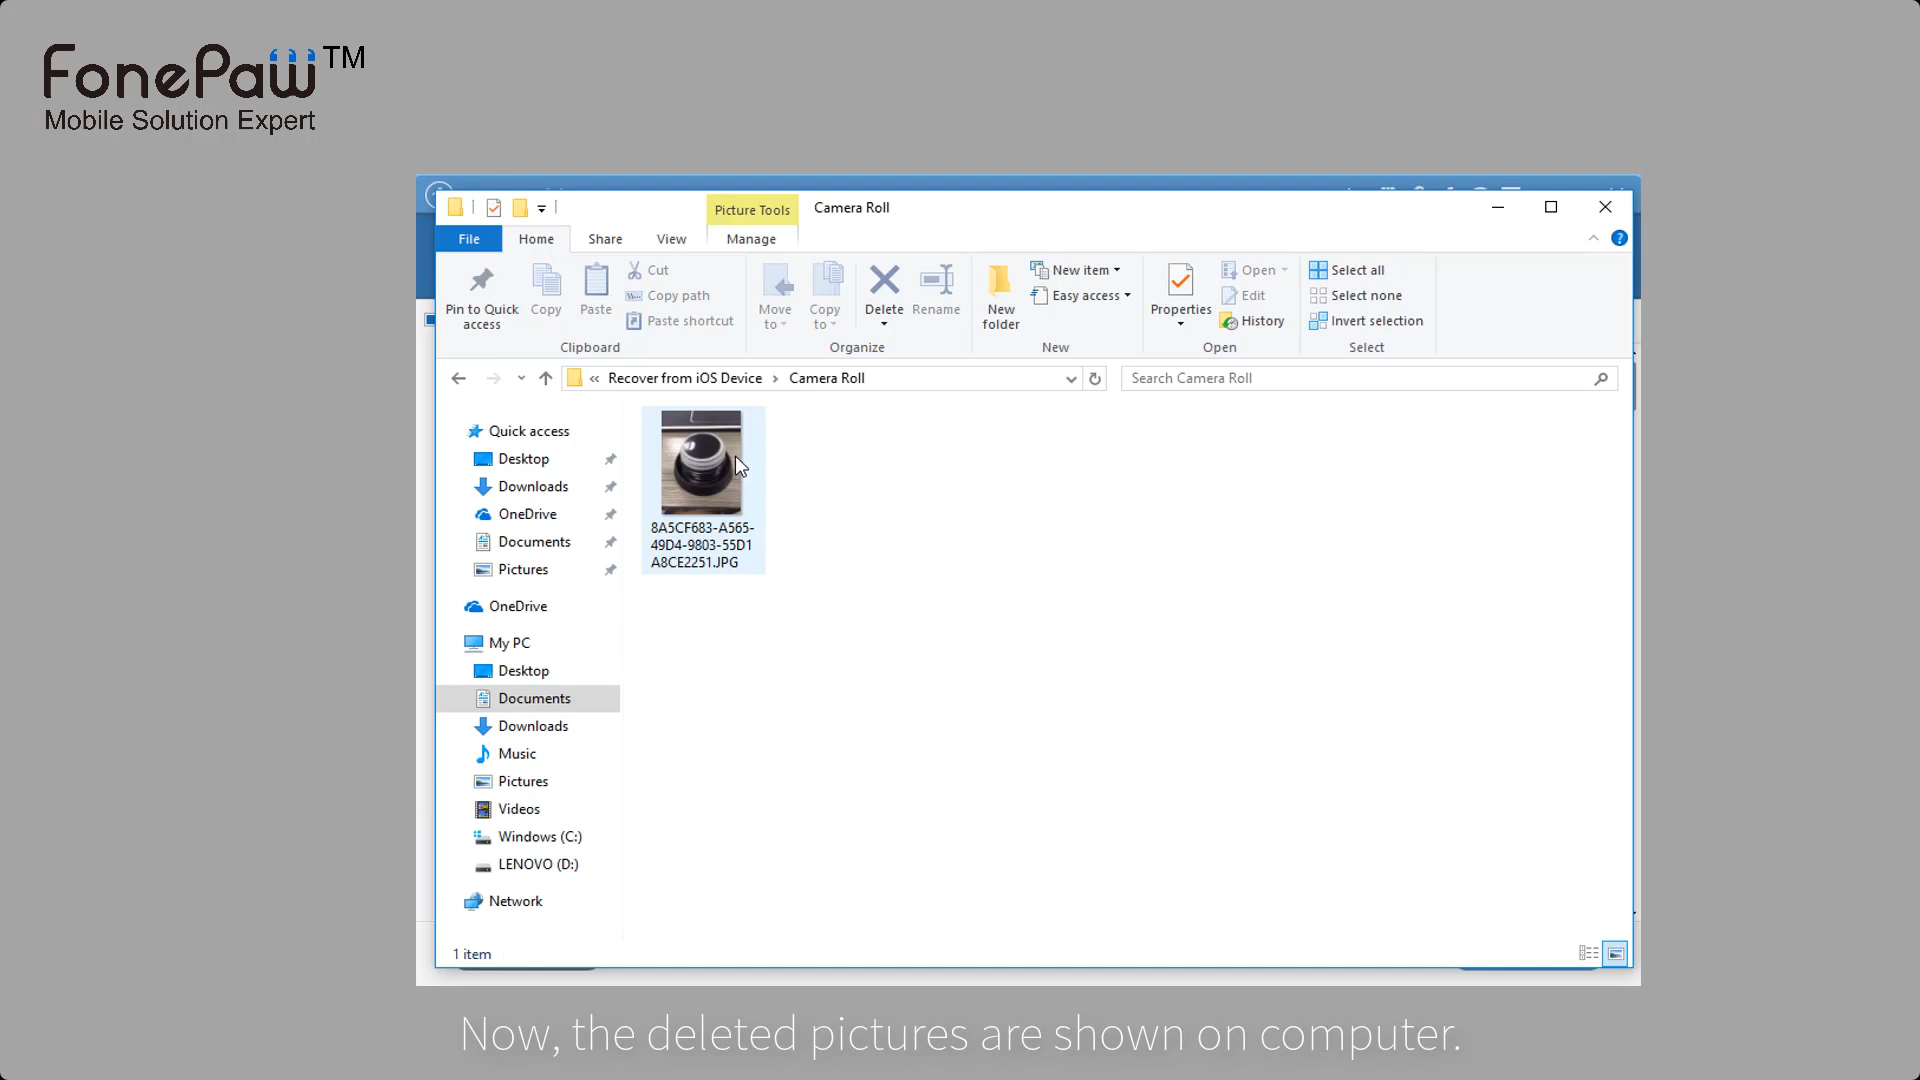 FonePaw™
Mobile Solution Expert
Picture Tools
Camera Roll
File
Home
Share
View
Manage
Pin to Quick access
Copy
Paste
Cut
Copy path
Paste shortcut
Clipboard
Move to
Copy to
Delete
Rename
Organize
New folder
New item
Easy access
New
Properties
Open
Edit
History
Open
Select all
Select none
Invert selection
Select
« Recover from iOS Device > Camera Roll
Search Camera Roll
Quick access
Desktop
Downloads
OneDrive
Documents
Pictures
OneDrive
My PC
Desktop
Documents
Downloads
Music
Pictures
Videos
Windows (C:)
LENOVO (D:)
Network
8A5CF683-A565-
49D4-9803-55D1
A8CE2251.JPG
1 item
Now, the deleted pictures are shown on computer.